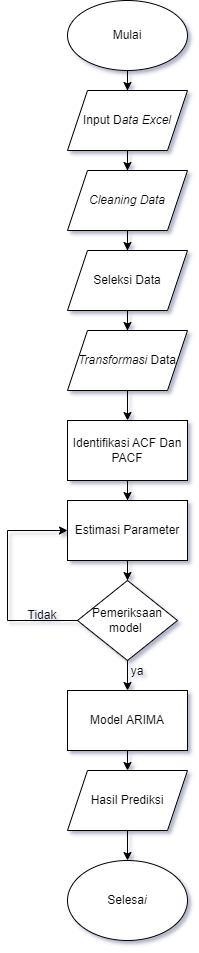 Mulai
Input Data Excel
Cleaning Data
Seleksi Data
Transformasi Data
Identifikasi ACF Dan
PACF
Estimasi Parameter
Pemeriksaan
model
Tidak
ya
Model ARIMA
Hasil Prediksi
Selesai